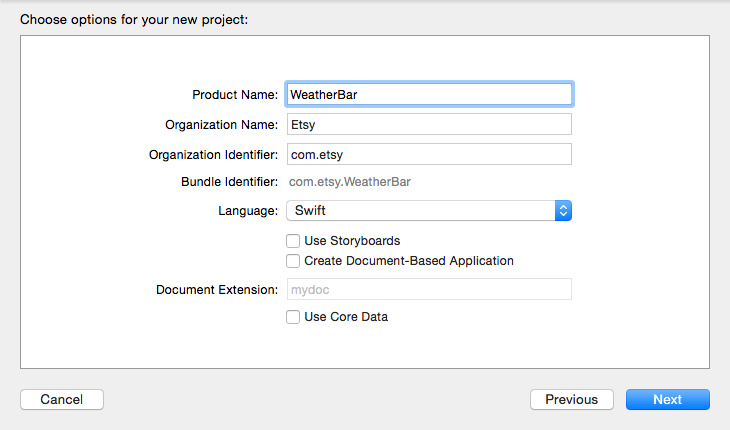 Choose options for your new project:
Product Name: WeatherBar
Organization Name: Etsy
Organization Identifier: com.etsy
Bundle Identifier: com.etsy.WeatherBar
Language: Swift
Use Storyboards
Create Document-Based Application
Document Extension: mydoc
Use Core Data
Cancel Previous Next